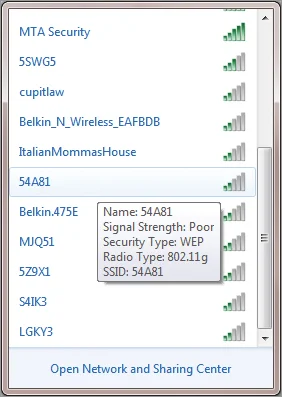 MTA Security
5SWG5
cupitlaw
Belkin_N_Wireless_EAFBDB
ItalianMommasHouse
54A81
Belkin.475E
Name: 54A81
Signal Strength: Poor
MJQ51
Security Type: WEP
Radio Type: 802.11g
5Z9X1
SSID: 54A81
S4IK3
LGKY3
Open Network and Sharing Center